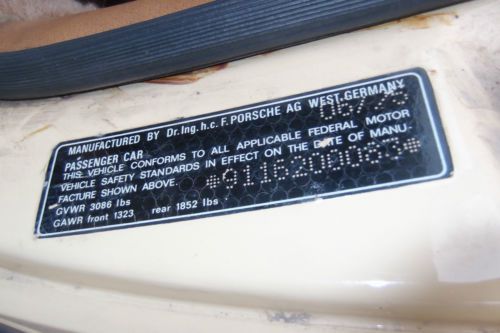 MANUFACTURED BY Dr.Ing.h.c.F.PORSCHE AG WEST.GERMANY
PASSENGER CAR
THIS VEHICLE CONFORMS TO ALL APPLICABLE FEDERAL MOTOR
VEHICLE SAFETY STANDARDS IN EFFECT ON THE DATE OF MANU-
FACTURE SHOWN ABOVE.
*9116209083*
GVWR 3086 lbs
GAWR front 1323 rear 1852 lbs